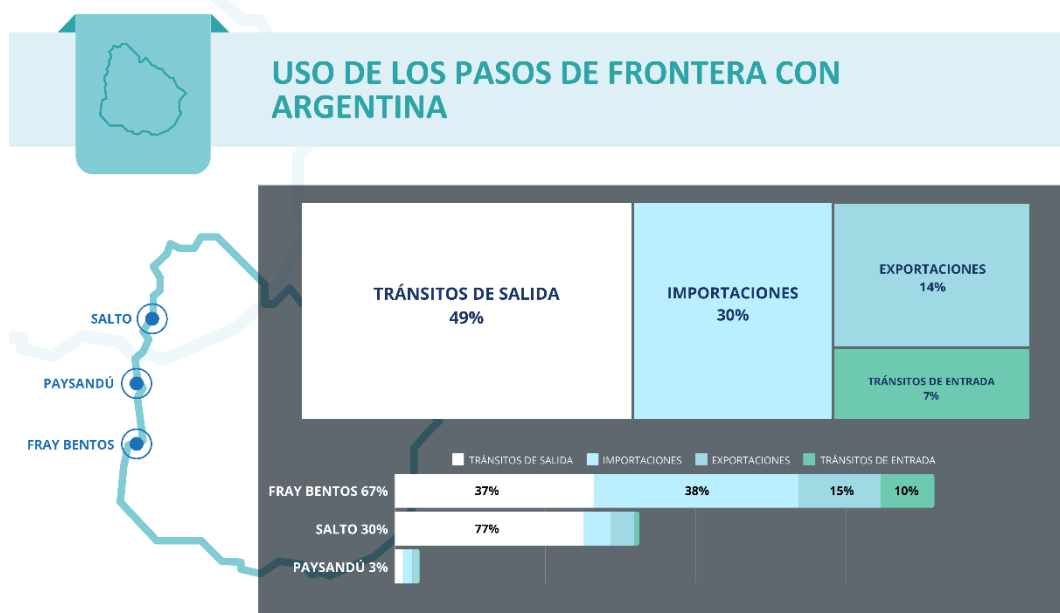 USO DE LOS PASOS DE FRONTERA CON
ARGENTINA
SALTO
PAYSANDÚ
FRAY BENTOS
TRÁNSITOS DE SALIDA
49%
IMPORTACIONES
30%
EXPORTACIONES
14%
TRÁNSITOS DE ENTRADA
7%
TRÁNSITOS DE SALIDA IMPORTACIONES EXPORTACIONES TRÁNSITOS DE ENTRADA
FRAY BENTOS 67% 37% 38% 15% 10%
SALTO 30% 77%
PAYSANDÚ 3%